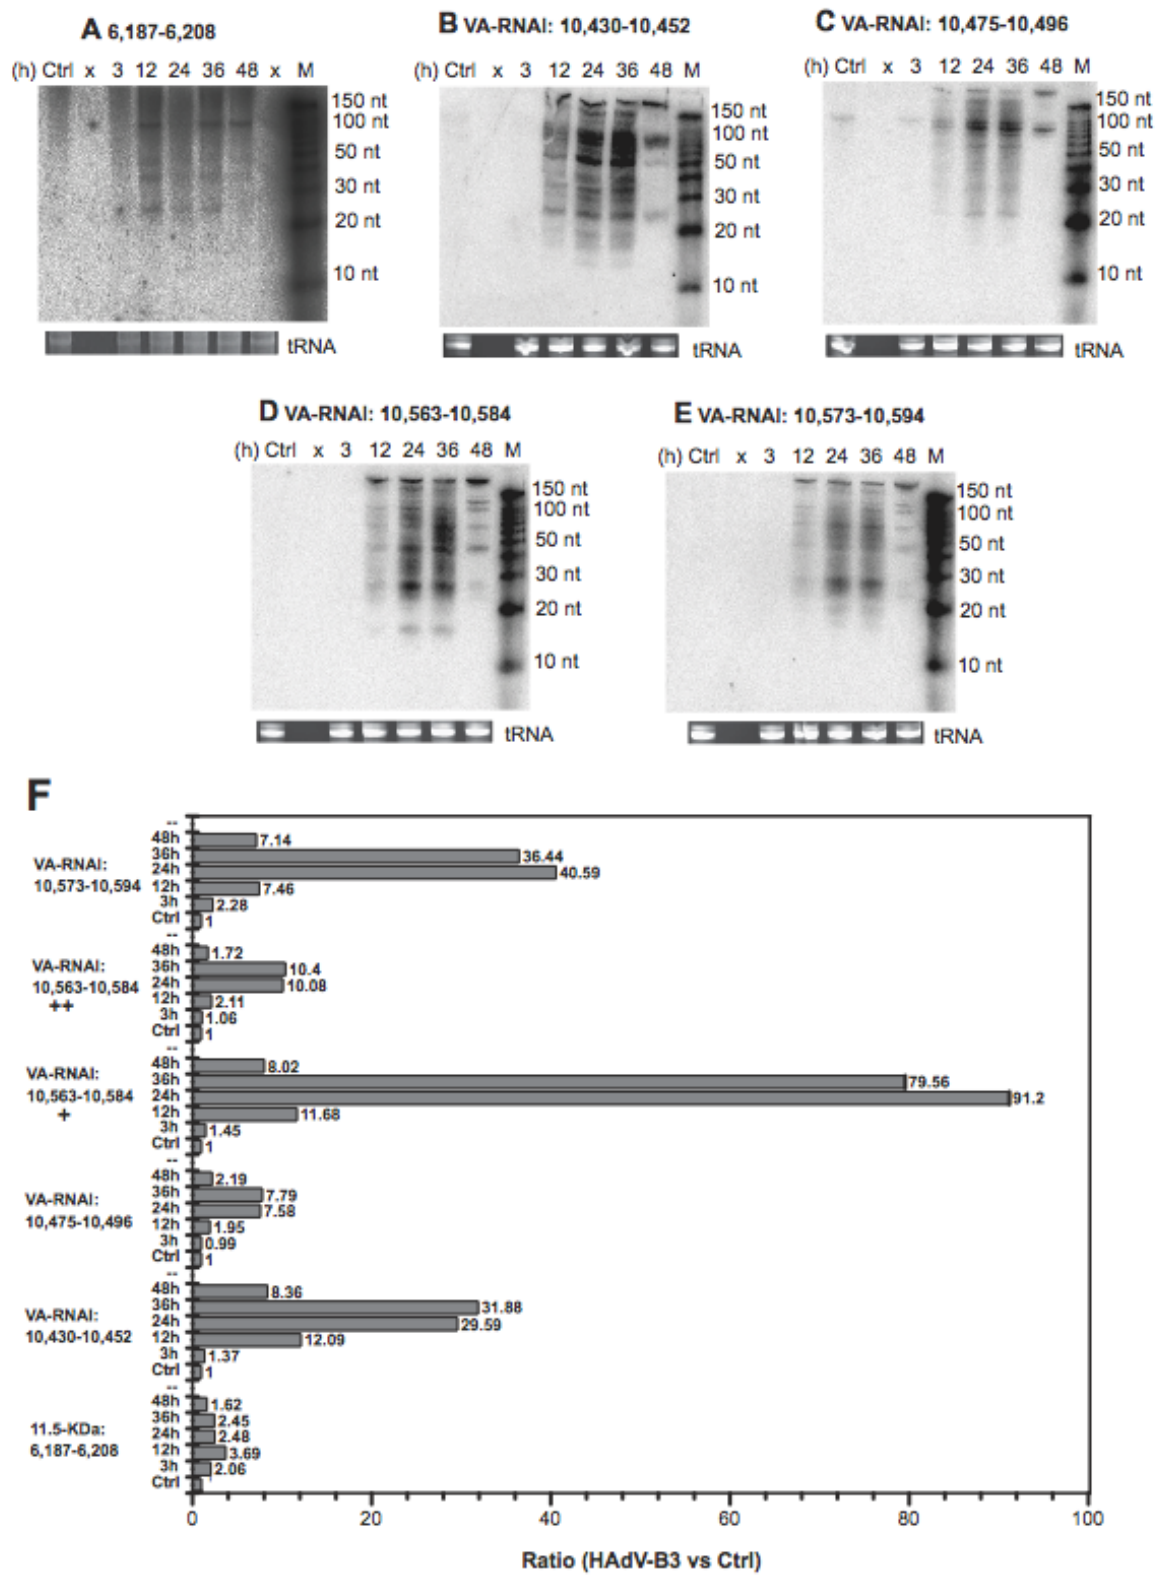 A 6,187-6,208
(h) Ctrl x 3 12 24 36 48 x M
150 nt
100 nt
50 nt
30 nt
20 nt
10 nt
tRNA
B VA-RNAI: 10,430-10,452
(h) Ctrl x 3 12 24 36 48 M
150 nt
100 nt
50 nt
30 nt
20 nt
10 nt
tRNA
C VA-RNAI: 10,475-10,496
(h) Ctrl x 3 12 24 36 48 M
150 nt
100 nt
50 nt
30 nt
20 nt
10 nt
tRNA
D VA-RNAI: 10,563-10,584
(h) Ctrl x 3 12 24 36 48 M
150 nt
100 nt
50 nt
30 nt
20 nt
10 nt
tRNA
E VA-RNAI: 10,573-10,594
(h) Ctrl x 3 12 24 36 48 M
150 nt
100 nt
50 nt
30 nt
20 nt
10 nt
tRNA
F
VA-RNAI:
10,573-10,594
--
48h 7.14
36h 36.44
24h 40.59
12h 7.46
3h 2.28
Ctrl 1
VA-RNAI:
10,563-10,584
++
--
48h 1.72
36h 10.4
24h 10.08
12h 2.11
3h 1.06
Ctrl 1
VA-RNAI:
10,563-10,584
+
--
48h 8.02
36h 79.56
24h 91.2
12h 11.68
3h 1.45
Ctrl 1
VA-RNAI:
10,475-10,496
--
48h 2.19
36h 7.79
24h 7.58
12h 1.95
3h 0.99
Ctrl 1
VA-RNAI:
10,430-10,452
--
48h 8.36
36h 31.88
24h 29.59
12h 12.09
3h 1.37
Ctrl 1
11.5-KDa:
6,187-6,208
--
48h 1.62
36h 2.45
24h 2.48
12h 3.69
3h 2.06
Ctrl
0 20 40 60 80 100
Ratio (HAdV-B3 vs Ctrl)